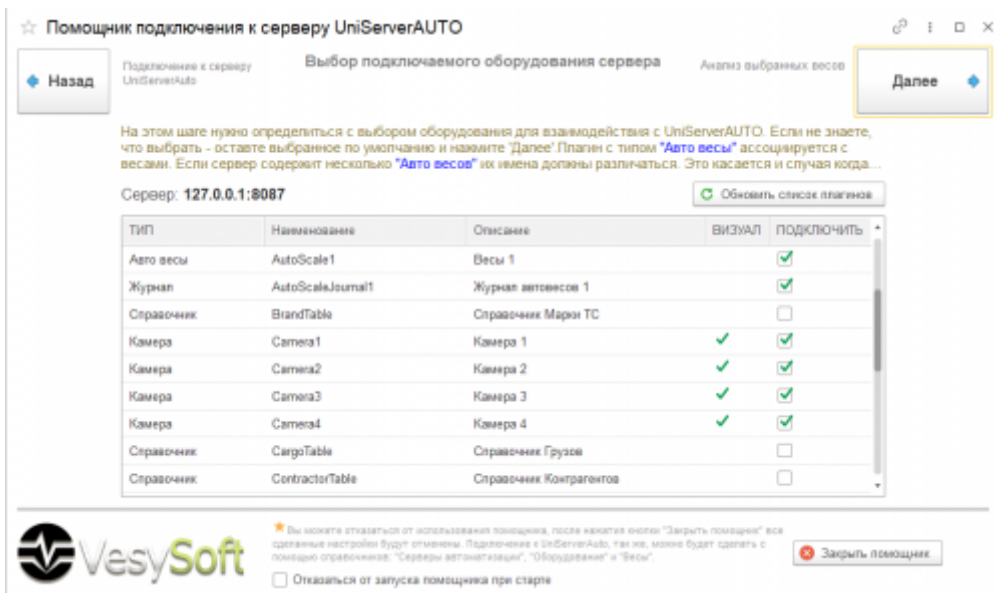 Помощник подключения к серверу UniServerAUTO
Назад
Подключение к серверу
UniServerAuto
Выбор подключаемого оборудования сервера
Анализ выбранных весов
Далее
На этом шаге нужно определиться с выбором оборудования для взаимодействия с UniServerAUTO. Если не знаете,
что выбрать - оставте выбранное по умолчанию и нажмите 'Далее'.Плагин с типом "Авто весы" ассоциируется с
весами. Если сервер содержит несколько "Авто весов" их имена должны различаться. Это касается и случая когда...
Сервер: 127.0.0.1:8087
Обновить список плагинов
ТИП Наименование Описание ВИЗУАЛ ПОДКЛЮЧИТЬ
Авто весы AutoScale1 Весы 1
Журнал AutoScaleJournal1 Журнал автовесов 1
Справочник BrandTable Справочник Марки ТС
Камера Camera1 Камера 1
Камера Camera2 Камера 2
Камера Camera3 Камера 3
Камера Camera4 Камера 4
Справочник CargoTable Справочник Грузов
Справочник ContractorTable Справочник Контрагентов
VesySoft
Вы можете отказаться от использования помощника, после нажатия кнопки "Закрыть помощник" все
сделанные настройки будут отменены. Подключение к UniServerAuto, так же, можно будет сделать с
помощью справочников: "Серверы автоматизации", "Оборудование" и "Весы".
Отказаться от запуска помощника при старте
Закрыть помощник